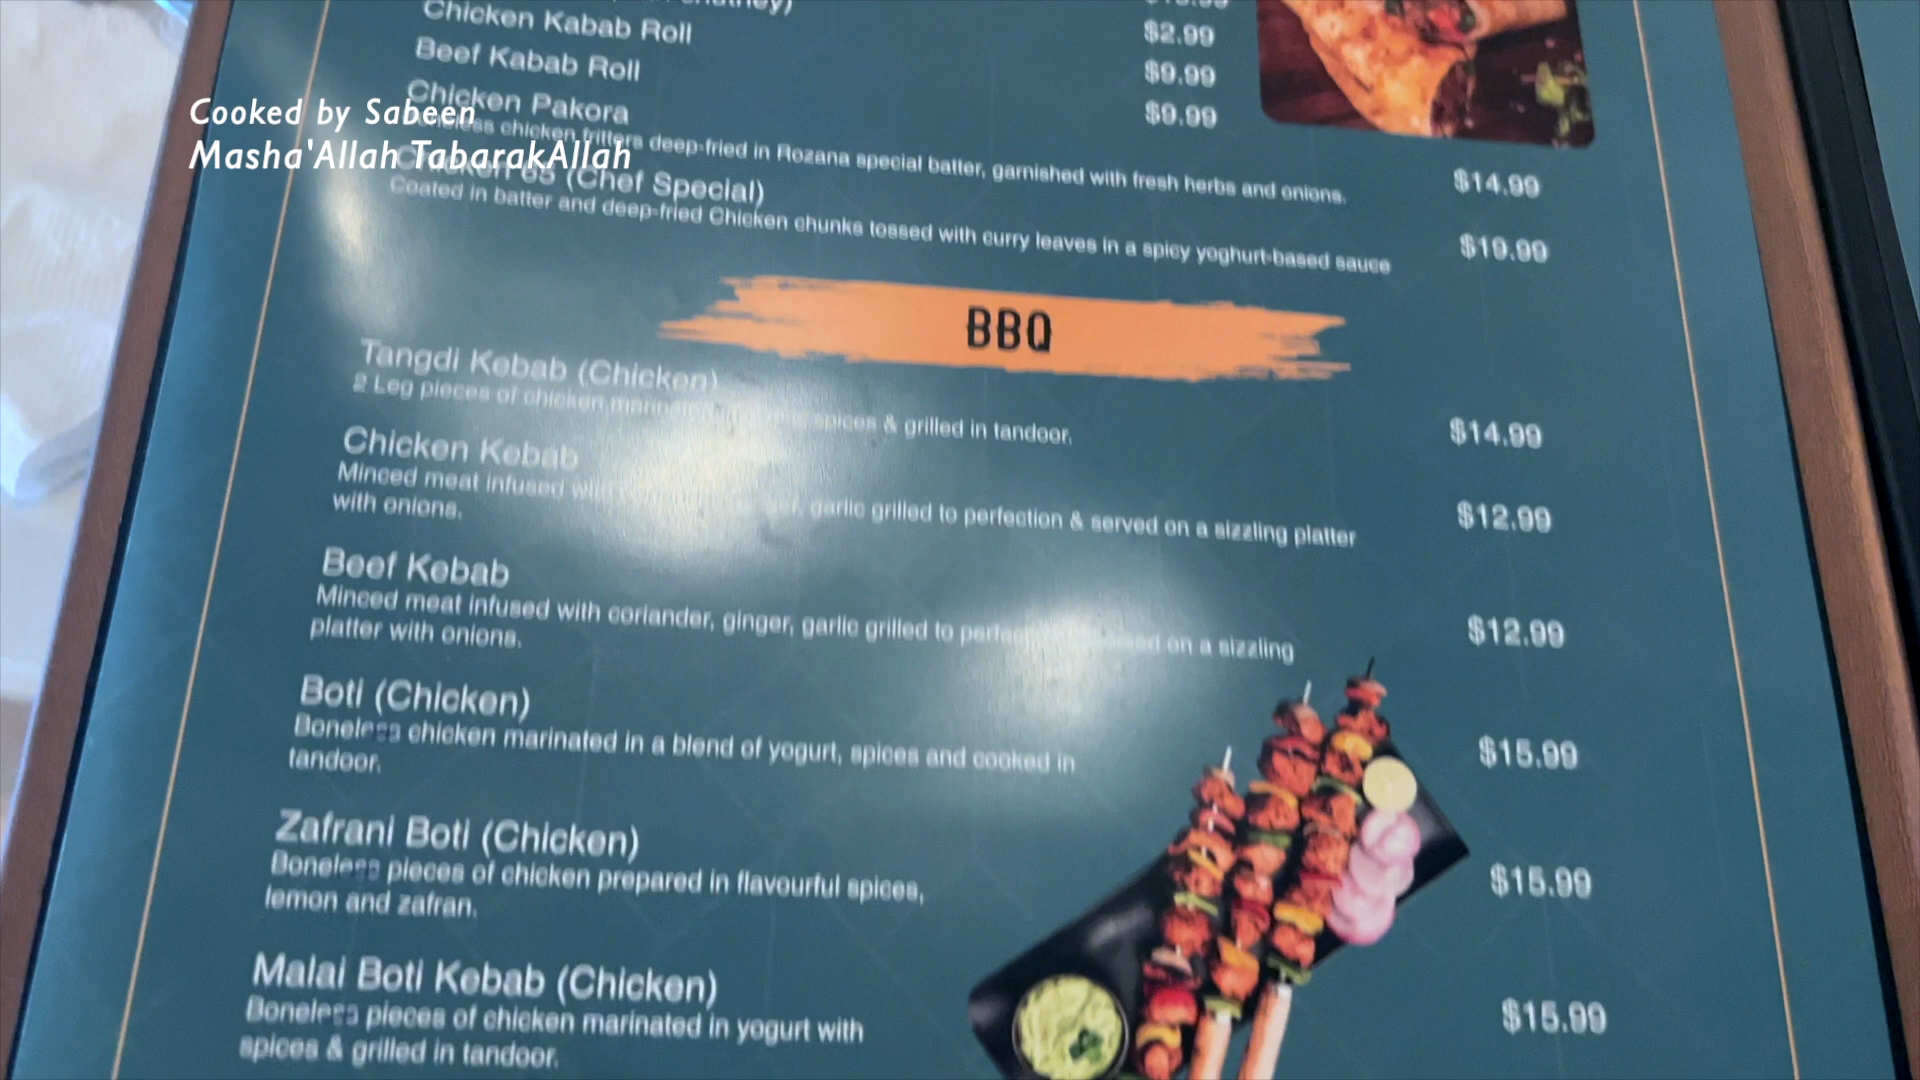 Chicken Kabab Roll
$2.99
Beef Kabab Roll
$9.99
Chicken Pakora
$9.99
chicken fritters deep-fried in Rozana special batter, garnished with fresh herbs and onions.
$14.99
Cooked by Sabeen
Masha'Allah TabarakAllah
65 (Chef Special)
Coated in batter and deep-fried Chicken chunks tossed with curry leaves in a spicy yoghurt-based sauce
$19.99
BBQ
Tangdi Kebab (Chicken)
2 Leg pieces of chicken spices & grilled in tandoor.
$14.99
Chicken Kebab
Minced meat infused garlic grilled to perfection & served on a sizzling platter
with onions.
$12.99
Beef Kebab
Minced meat infused with coriander, ginger, garlic grilled to on a sizzling
platter with onions.
$12.99
Boti (Chicken)
Boneless chicken marinated in a blend of yogurt, spices and cooked in
tandoor.
$15.99
Zafrani Boti (Chicken)
Boneless pieces of chicken prepared in flavourful spices,
lemon and zafran.
$15.99
Malai Boti Kebab (Chicken)
Boneless pieces of chicken marinated in yogurt with
spices & grilled in tandoor.
$15.99